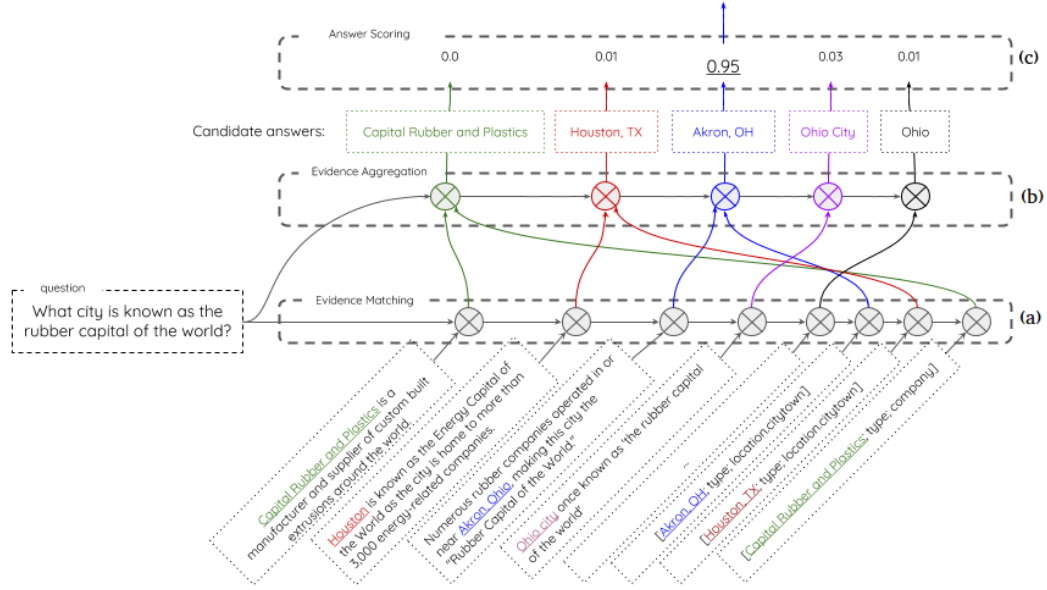 Answer Scoring
0.0
0.01
0.95
0.03
0.01
(c)
Candidate answers:
Capital Rubber and Plastics
Houston, TX
Akron, OH
Ohio City
Ohio
Evidence Aggregation
(b)
question
What city is known as the
rubber capital of the world?
Evidence Matching
(a)
Capital Rubber and Plastics is a
manufacturer and supplier of custom built
extrusions around the world.
Houston is known as the Energy Capital of
the World as the city is home to more than
3,000 energy-related companies.
Numerous rubber companies operated in or
near Akron, Ohio, making this city the
"Rubber Capital of the World."
Ohio city once known as 'the rubber capital
of the world'
...
[Akron, OH; type; location.citytown]
[Houston, TX; type; location.citytown]
[Capital Rubber and Plastics; type; company]